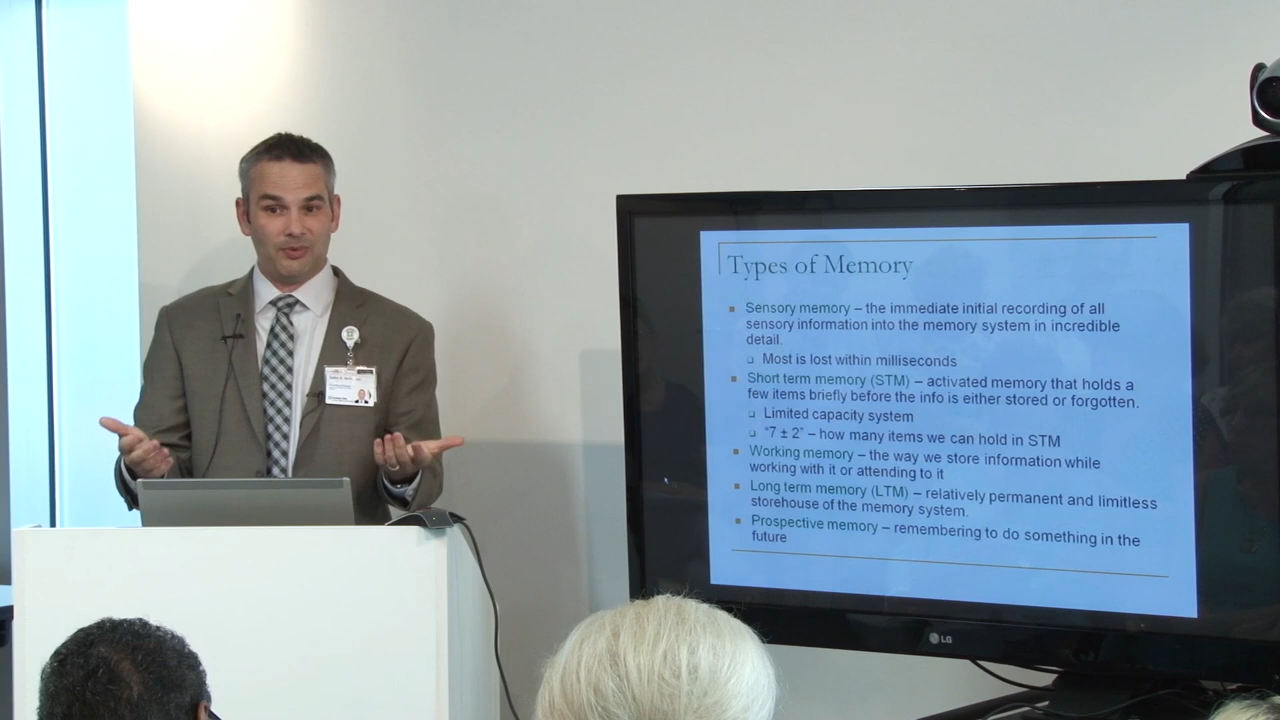 Types of Memory
Sensory memory – the immediate initial recording of all
sensory information into the memory system in incredible
detail.
Most is lost within milliseconds
Short term memory (STM) – activated memory that holds a
few items briefly before the info is either stored or forgotten.
Limited capacity system
“7 ± 2” – how many items we can hold in STM
Working memory – the way we store information while
working with it or attending to it
Long term memory (LTM) – relatively permanent and limitless
storehouse of the memory system.
Prospective memory – remembering to do something in the
future
LG